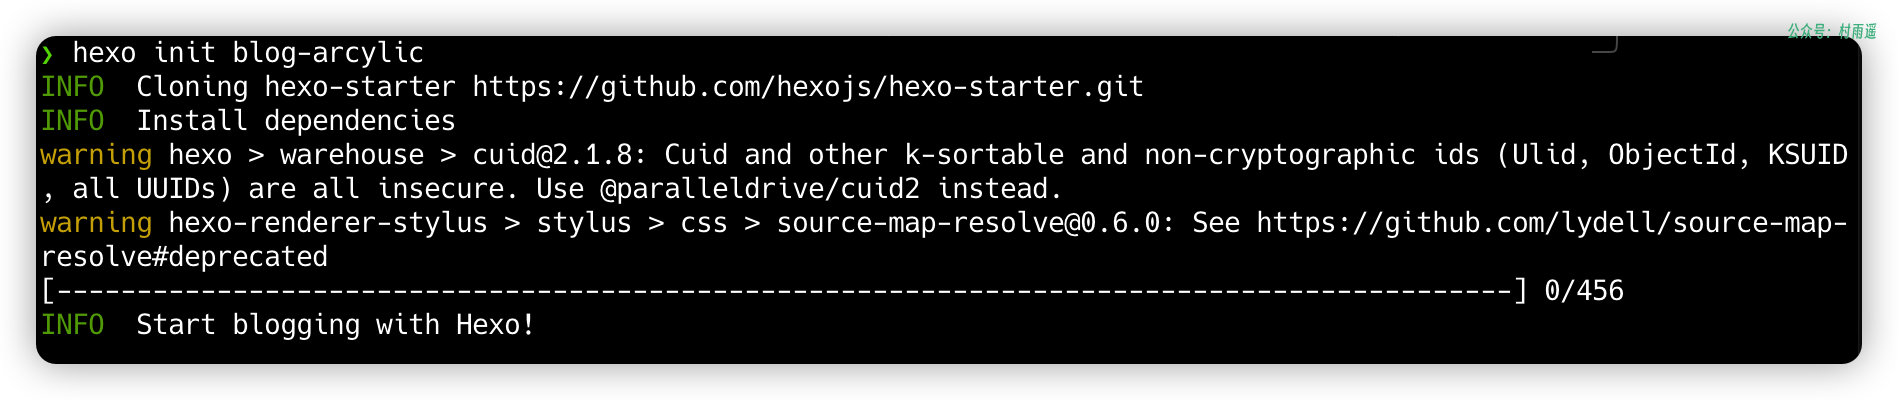 公众号：村雨遥
❯ hexo init blog-arcylic
INFO  Cloning hexo-starter https://github.com/hexojs/hexo-starter.git
INFO  Install dependencies
warning hexo > warehouse > cuid@2.1.8: Cuid and other k-sortable and non-cryptographic ids (Ulid, ObjectId, KSUID
, all UUIDs) are all insecure. Use @paralleldrive/cuid2 instead.
warning hexo-renderer-stylus > stylus > css > source-map-resolve@0.6.0: See https://github.com/lydell/source-map-
resolve#deprecated
[-------------------------------------------------------------------------------------------] 0/456
INFO  Start blogging with Hexo!